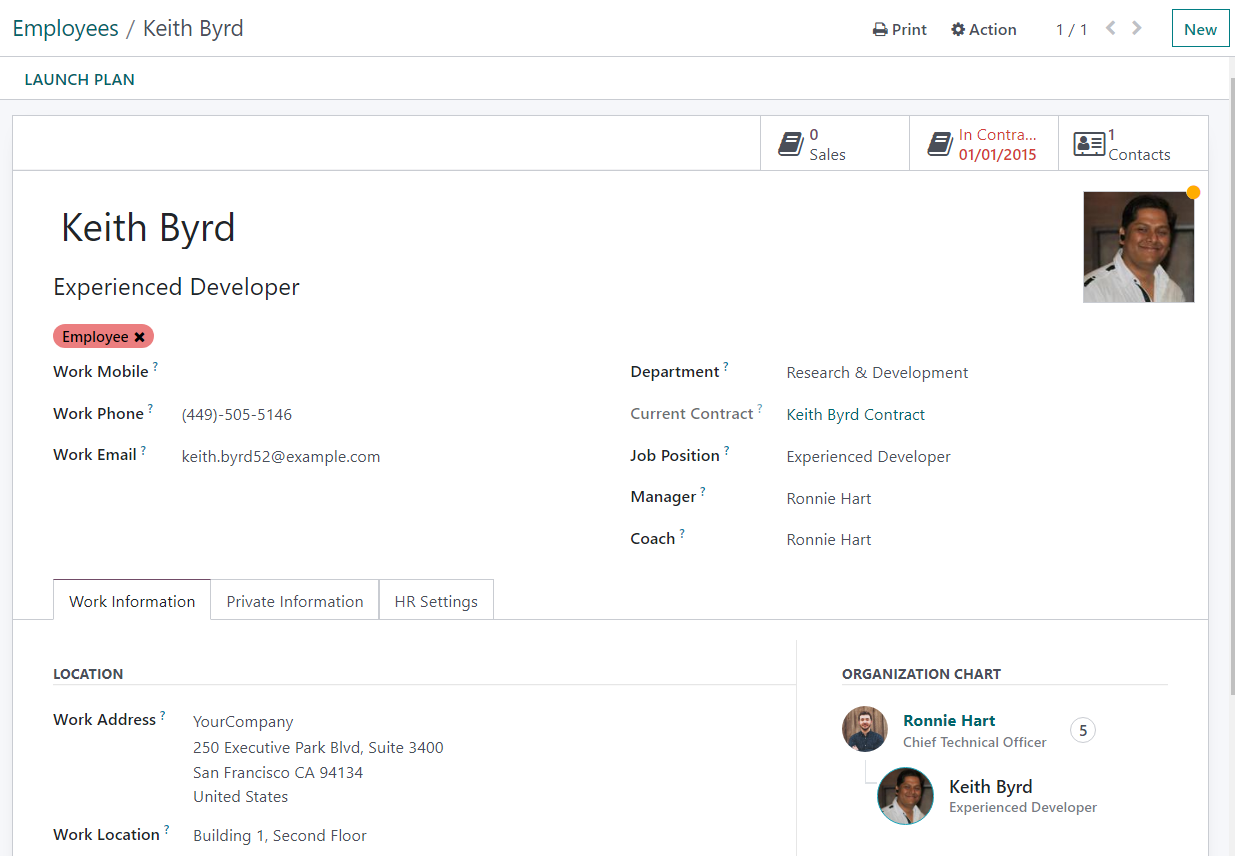 Employees / Keith Byrd
Print
Action
1 / 1
New
LAUNCH PLAN
0
Sales
In Contra...
01/01/2015
1
Contacts
Keith Byrd
Experienced Developer
Employee ✖
Work Mobile ?
Work Phone ? (449)-505-5146
Work Email ? keith.byrd52@example.com
Department ? Research & Development
Current Contract ? Keith Byrd Contract
Job Position ? Experienced Developer
Manager ? Ronnie Hart
Coach ? Ronnie Hart
Work Information
Private Information
HR Settings
LOCATION
Work Address ? YourCompany
250 Executive Park Blvd, Suite 3400
San Francisco CA 94134
United States
Work Location ? Building 1, Second Floor
ORGANIZATION CHART
Ronnie Hart
Chief Technical Officer
5
Keith Byrd
Experienced Developer